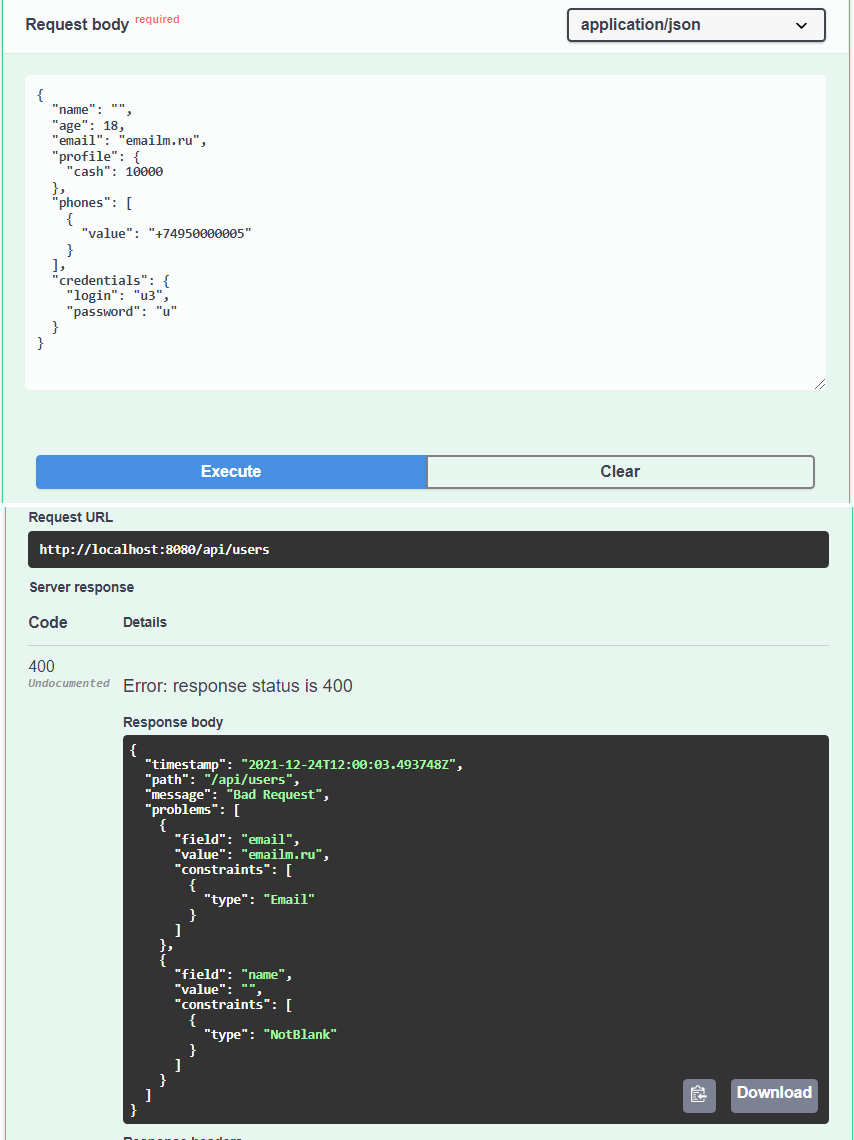 Request body required
application/json
{
  "name": "",
  "age": 18,
  "email": "emailm.ru",
  "profile": {
    "cash": 10000
  },
  "phones": [
    {
      "value": "+74950000005"
    }
  ],
  "credentials": {
    "login": "u3",
    "password": "u"
  }
}
Execute
Clear
Request URL
http://localhost:8080/api/users
Server response
Code
Details
400
Undocumented
Error: response status is 400
Response body
{
  "timestamp": "2021-12-24T12:00:03.493748Z",
  "path": "/api/users",
  "message": "Bad Request",
  "problems": [
    {
      "field": "email",
      "value": "emailm.ru",
      "constraints": [
        {
          "type": "Email"
        }
      ]
    },
    {
      "field": "name",
      "value": "",
      "constraints": [
        {
          "type": "NotBlank"
        }
      ]
    }
  ]
}
Download
Response headers